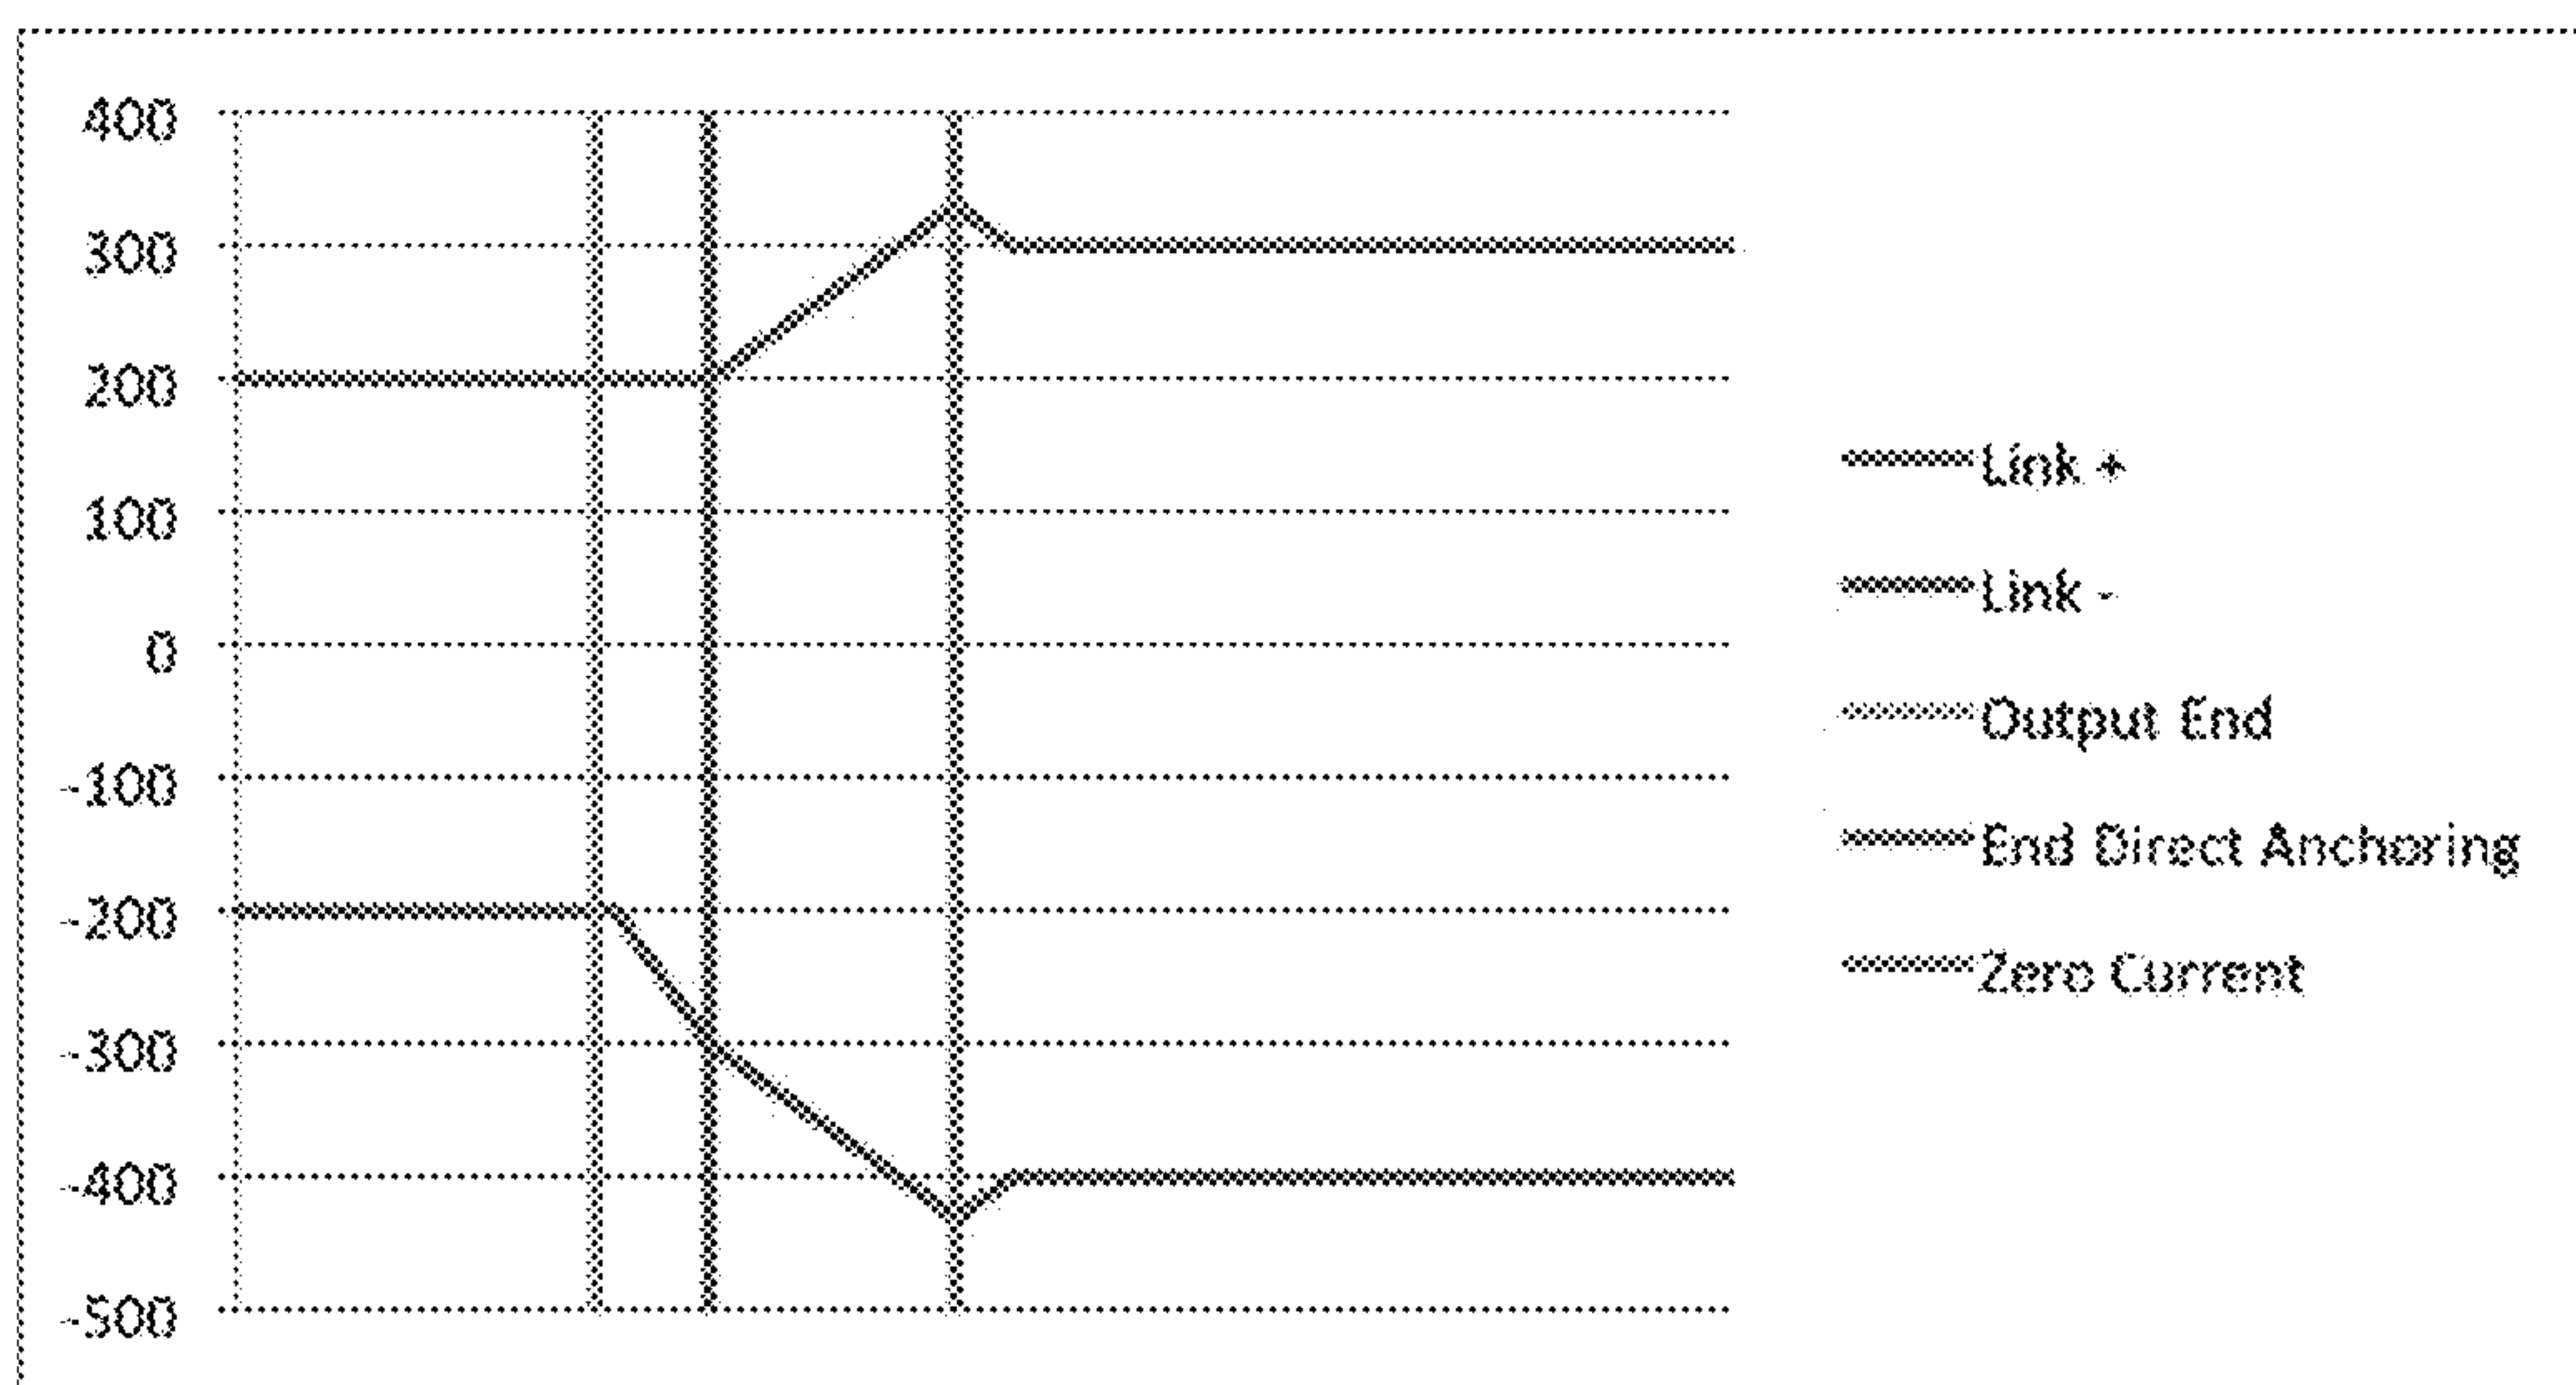 400
300
200
100
0
-100
-200
-300
-400
-500
Link +
Link -
Output End
End Direct Anchoring
Zero Current